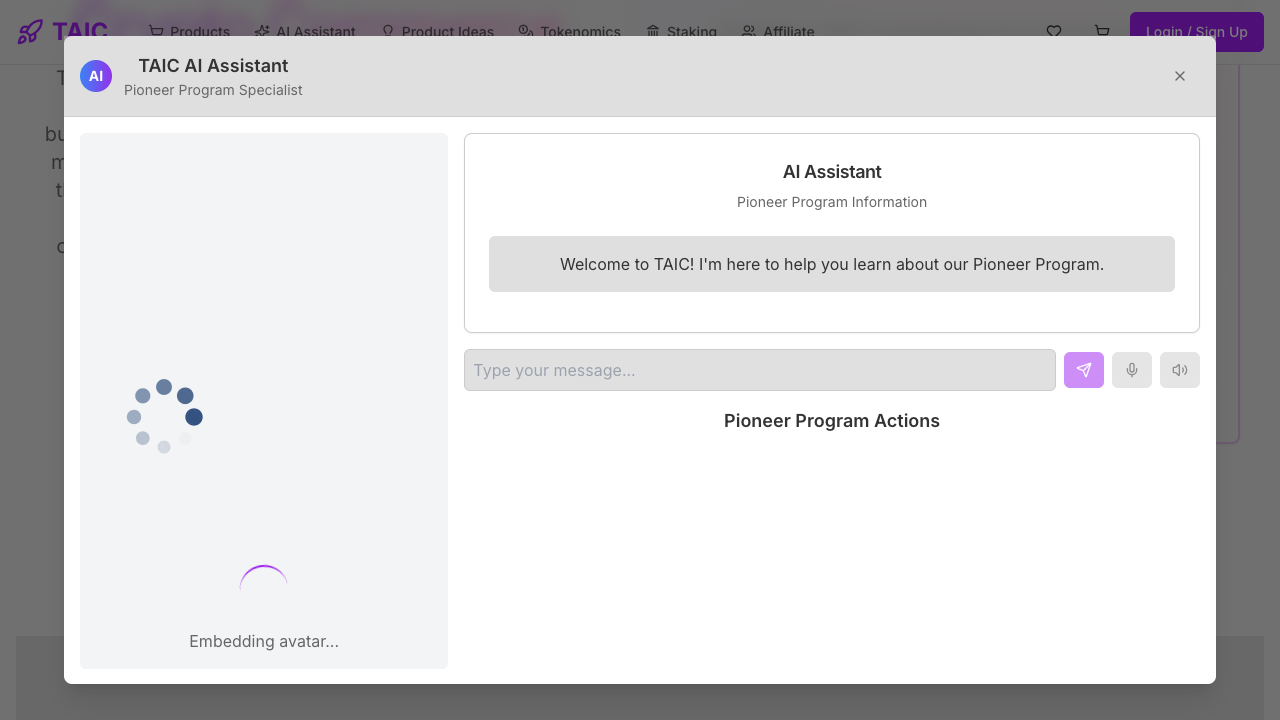 TAIC
Products
AI Assistant
Product Ideas
Tokenomics
Staking
Affiliate
Login / Sign Up
AI
TAIC AI Assistant
Pioneer Program Specialist
AI Assistant
Pioneer Program Information
Welcome to TAIC! I'm here to help you learn about our Pioneer Program.
Type your message...
Pioneer Program Actions
Embedding avatar...